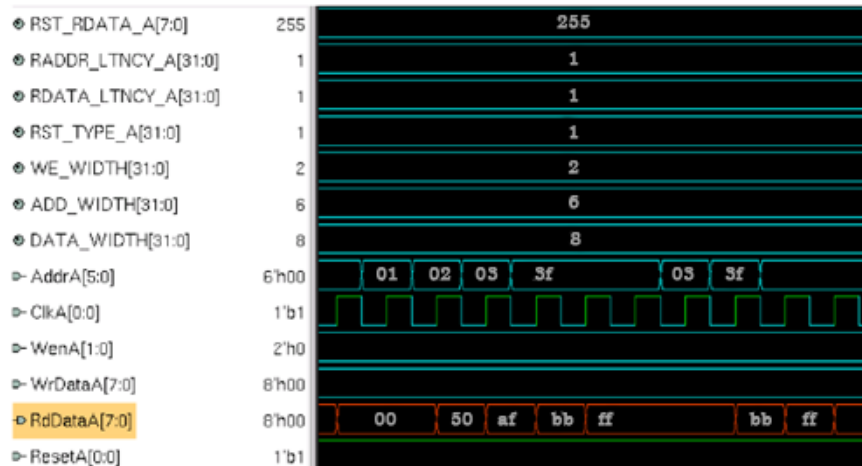 RST_RDATA_A[7:0] 255 255
RADDR_LTNCY_A[31:0] 1 1
RDATA_LTNCY_A[31:0] 1 1
RST_TYPE_A[31:0] 1 1
WE_WIDTH[31:0] 2 2
ADD_WIDTH[31:0] 6 6
DATA_WIDTH[31:0] 8 8
AddrA[5:0] 6'h00 01 02 03 3f 03 3f
ClkA[0:0] 1'b1
WenA[1:0] 2'h0
WrDataA[7:0] 8'h00
RdDataA[7:0] 8'h00 00 50 af bb ff bb ff
ResetA[0:0] 1'b1